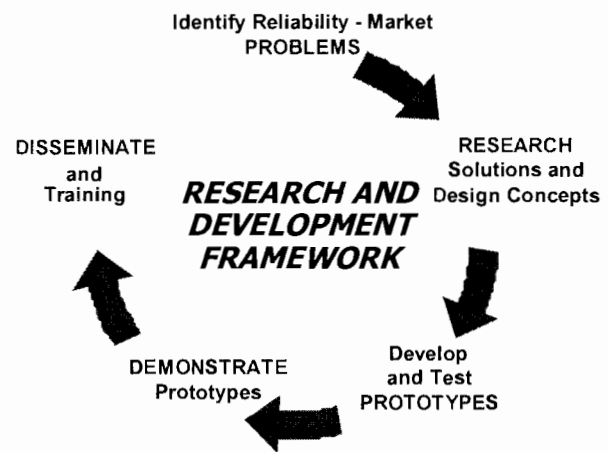 Identify Reliability - Market
PROBLEMS
RESEARCH
Solutions and
Design Concepts
Develop
and Test
PROTOTYPES
DEMONSTRATE
Prototypes
DISSEMINATE
and
Training
RESEARCH AND
DEVELOPMENT
FRAMEWORK